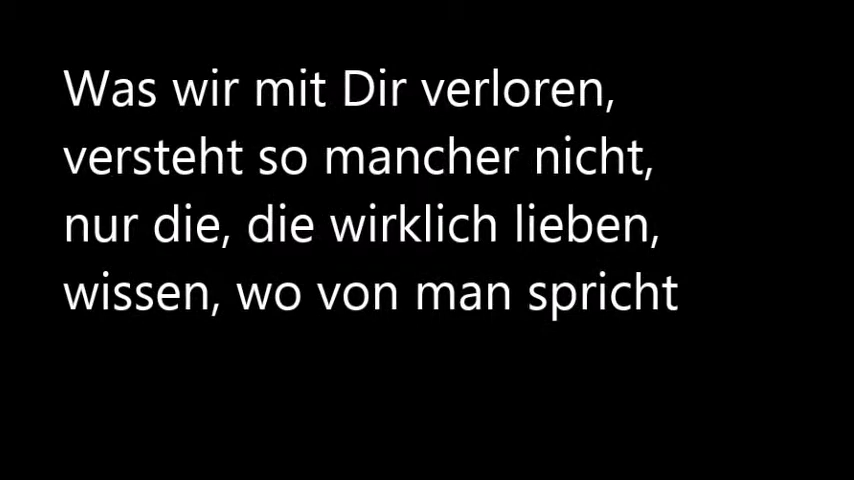 Was wir mit Dir verloren,
versteht so mancher nicht,
nur die, die wirklich lieben,
wissen, wo von man spricht